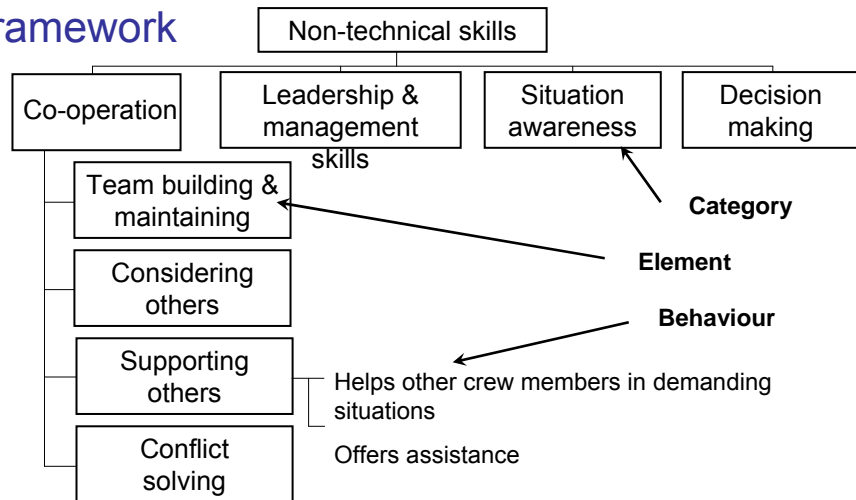 ramework
Non-technical skills
Co-operation
Leadership &
management
skills
Situation
awareness
Decision
making
Team building &
maintaining
Category
Element
Considering
others
Behaviour
Supporting
others
Helps other crew members in demanding
situations
Offers assistance
Conflict
solving